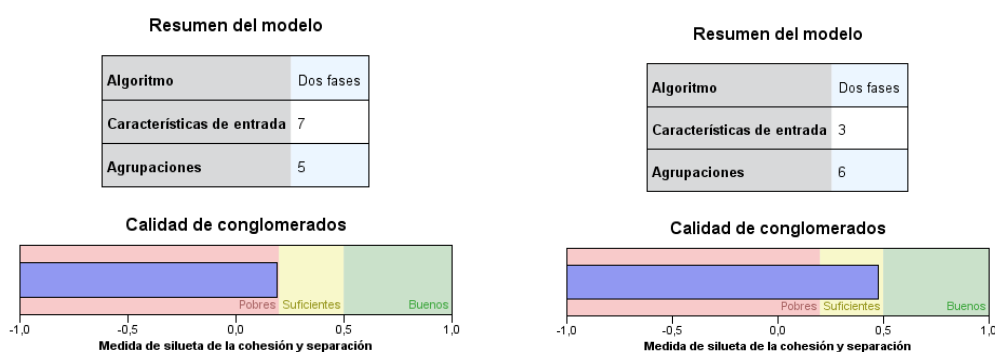 Resumen del modelo
Algoritmo Dos fases
Características de entrada 7
Agrupaciones 5
Calidad de conglomerados
Pobres Suficientes Buenos
-1,0 -0,5 0,0 0,5 1,0
Medida de silueta de la cohesión y separación
Resumen del modelo
Algoritmo Dos fases
Características de entrada 3
Agrupaciones 6
Calidad de conglomerados
Pobres Suficientes Buenos
-1,0 -0,5 0,0 0,5 1,0
Medida de silueta de la cohesión y separación